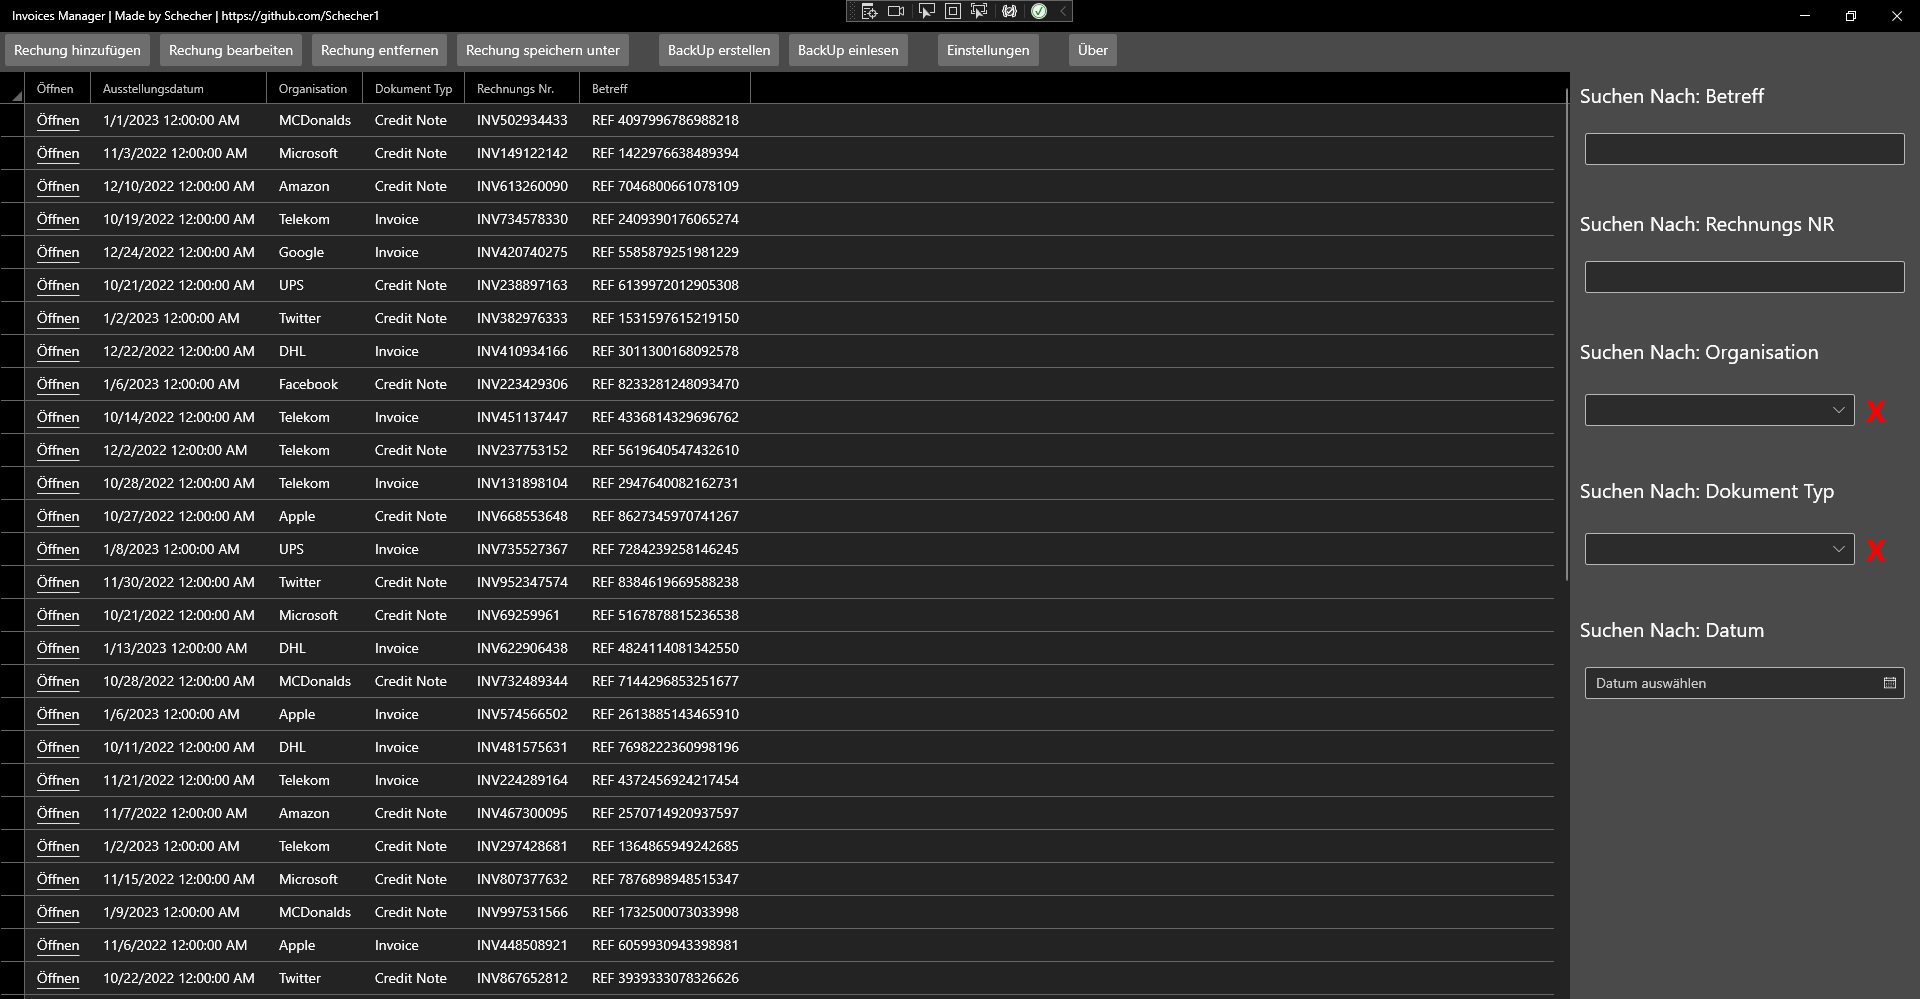 Invoices Manager | Made by Schecher | https://github.com/Schecher1
Rechung hinzufügen Rechung bearbeiten Rechung entfernen Rechung speichern unter BackUp erstellen BackUp einlesen Einstellungen Über
Öffnen Ausstellungsdatum Organisation Dokument Typ Rechnungs Nr. Betreff
Öffnen 1/1/2023 12:00:00 AM MCDonalds Credit Note INV502934433 REF 4097996786988218
Öffnen 11/3/2022 12:00:00 AM Microsoft Credit Note INV149122142 REF 1422976638489394
Öffnen 12/10/2022 12:00:00 AM Amazon Credit Note INV613260090 REF 7046800661078109
Öffnen 10/19/2022 12:00:00 AM Telekom Invoice INV734578330 REF 2409390176065274
Öffnen 12/24/2022 12:00:00 AM Google Invoice INV420740275 REF 5585879251981229
Öffnen 10/21/2022 12:00:00 AM UPS Credit Note INV238897163 REF 6139972012905308
Öffnen 1/2/2023 12:00:00 AM Twitter Credit Note INV382976333 REF 1531597615219150
Öffnen 12/22/2022 12:00:00 AM DHL Invoice INV410934166 REF 3011300168092578
Öffnen 1/6/2023 12:00:00 AM Facebook Credit Note INV223429306 REF 8233281248093470
Öffnen 10/14/2022 12:00:00 AM Telekom Invoice INV451137447 REF 4336814329696762
Öffnen 12/2/2022 12:00:00 AM Telekom Credit Note INV237753152 REF 5619640547432610
Öffnen 10/28/2022 12:00:00 AM Telekom Invoice INV131898104 REF 2947640082162731
Öffnen 10/27/2022 12:00:00 AM Apple Credit Note INV668553648 REF 8627345970741267
Öffnen 1/8/2023 12:00:00 AM UPS Invoice INV735527367 REF 7284239258146245
Öffnen 11/30/2022 12:00:00 AM Twitter Credit Note INV952347574 REF 8384619669588238
Öffnen 10/21/2022 12:00:00 AM Microsoft Credit Note INV69259961 REF 5167878815236538
Öffnen 1/13/2023 12:00:00 AM DHL Invoice INV622906438 REF 4824114081342550
Öffnen 10/28/2022 12:00:00 AM MCDonalds Credit Note INV732489344 REF 7144296853251677
Öffnen 1/6/2023 12:00:00 AM Apple Invoice INV574566502 REF 2613885143465910
Öffnen 10/11/2022 12:00:00 AM DHL Invoice INV481575631 REF 7698222360998196
Öffnen 11/21/2022 12:00:00 AM Telekom Invoice INV224289164 REF 4372456924217454
Öffnen 11/7/2022 12:00:00 AM Amazon Credit Note INV467300095 REF 2570714920937597
Öffnen 1/2/2023 12:00:00 AM Telekom Credit Note INV297428681 REF 1364865949242685
Öffnen 11/15/2022 12:00:00 AM Microsoft Credit Note INV807377632 REF 7876898948515347
Öffnen 1/9/2023 12:00:00 AM MCDonalds Credit Note INV997531566 REF 1732500073033998
Öffnen 11/6/2022 12:00:00 AM Apple Invoice INV448508921 REF 6059930943398981
Öffnen 10/22/2022 12:00:00 AM Twitter Credit Note INV867652812 REF 3939333078326626
Suchen Nach: Betreff
Suchen Nach: Rechnungs NR
Suchen Nach: Organisation
X
Suchen Nach: Dokument Typ
X
Suchen Nach: Datum
Datum auswählen